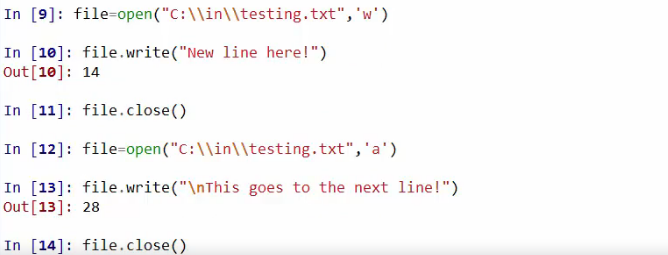 In [9]: file=open("C:\\in\\testing.txt",'w')
In [10]: file.write("New line here!")
Out[10]: 14
In [11]: file.close()
In [12]: file=open("C:\\in\\testing.txt",'a')
In [13]: file.write("\nThis goes to the next line!")
Out[13]: 28
In [14]: file.close()